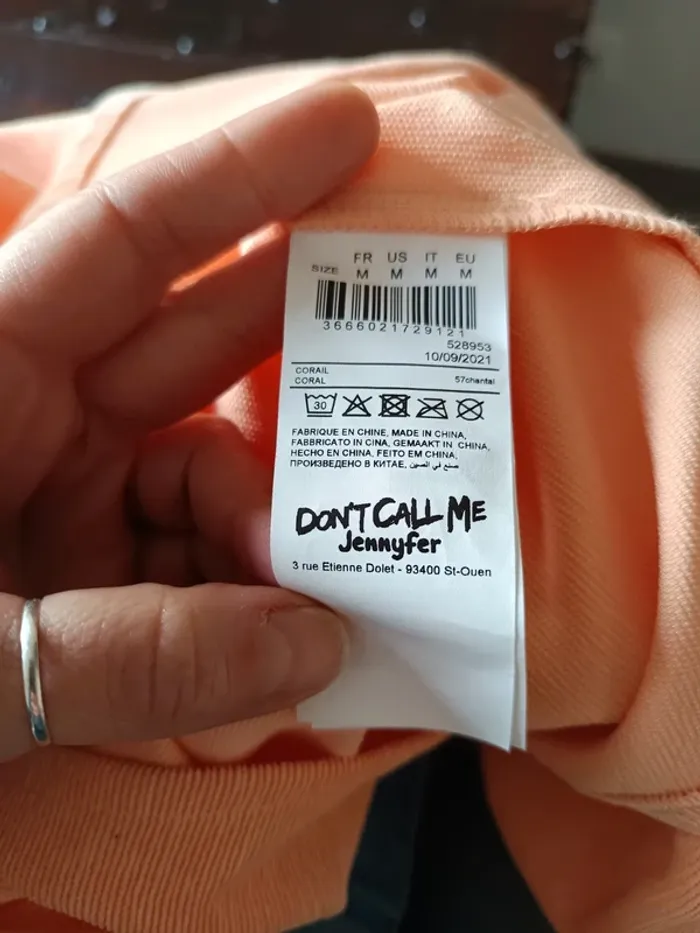 FR US IT EU
SIZE M M M M
3666021729121
528953
10/09/2021
CORAIL
CORAL 57chantal
30
FABRIQUE EN CHINE, MADE IN CHINA,
FABBRICATO IN CINA, GEMAAKT IN CHINA,
HECHO EN CHINA, FEITO EM CHINA,
ПРОИЗВЕДЕНО В КИТАЕ, صنع في الصين
DON'T CALL ME
Jennyfer
3 rue Etienne Dolet - 93400 St-Ouen